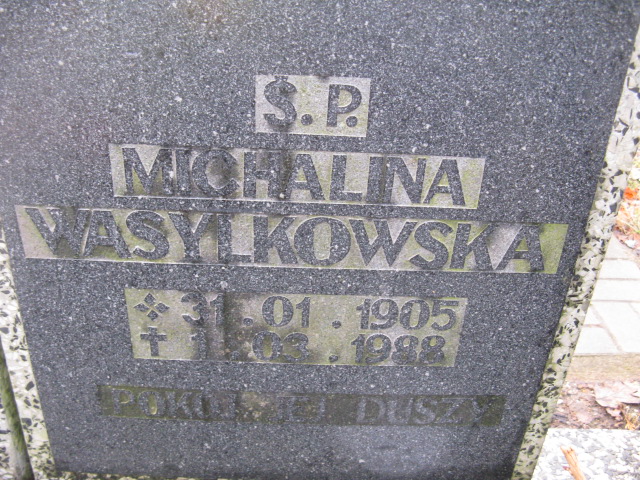 Ś.P.
MICHALINA
WASYLKOWSKA
31.01.1905
03.1988
DUSZY